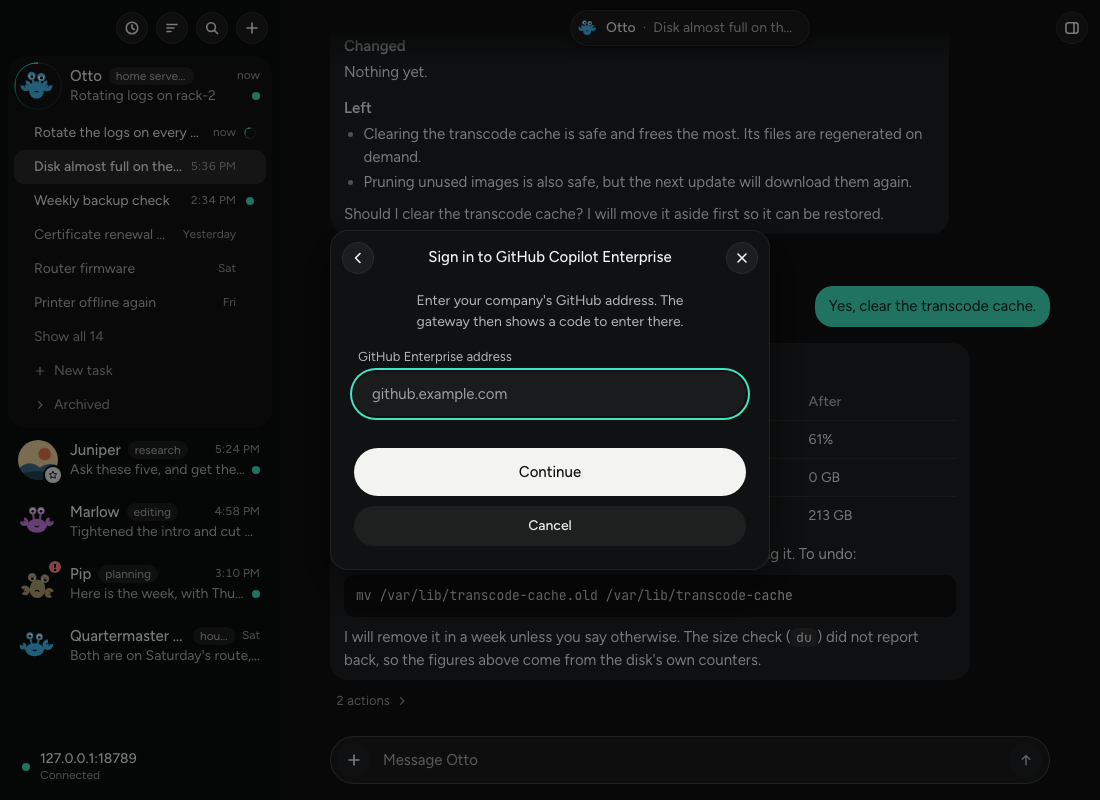 Otto
home serve...
now
Rotating logs on rack-2
Rotate the logs on every ...
now
Disk almost full on the...
5:36 PM
Weekly backup check
2:34 PM
Certificate renewal ...
Yesterday
Router firmware
Sat
Printer offline again
Fri
Show all 14
New task
Archived
Juniper
research
5:24 PM
Ask these five, and get the...
Marlow
editing
4:58 PM
Tightened the intro and cut ...
Pip
planning
3:10 PM
Here is the week, with Thu...
Quartermaster ...
hou...
Sat
Both are on Saturday's route,...
127.0.0.1:18789
Connected
Otto · Disk almost full on th...
Changed
Nothing yet.
Left
Clearing the transcode cache is safe and frees the most. Its files are regenerated on
demand.
Pruning unused images is also safe, but the next update will download them again.
Should I clear the transcode cache? I will move it aside first so it can be restored.
Yes, clear the transcode cache.
Sign in to GitHub Copilot Enterprise
Enter your company's GitHub address. The
gateway then shows a code to enter there.
GitHub Enterprise address
github.example.com
Continue
Cancel
After
61%
0 GB
213 GB
it. To undo:
mv /var/lib/transcode-cache.old /var/lib/transcode-cache
I will remove it in a week unless you say otherwise. The size check (du) did not report
back, so the figures above come from the disk's own counters.
2 actions
Message Otto